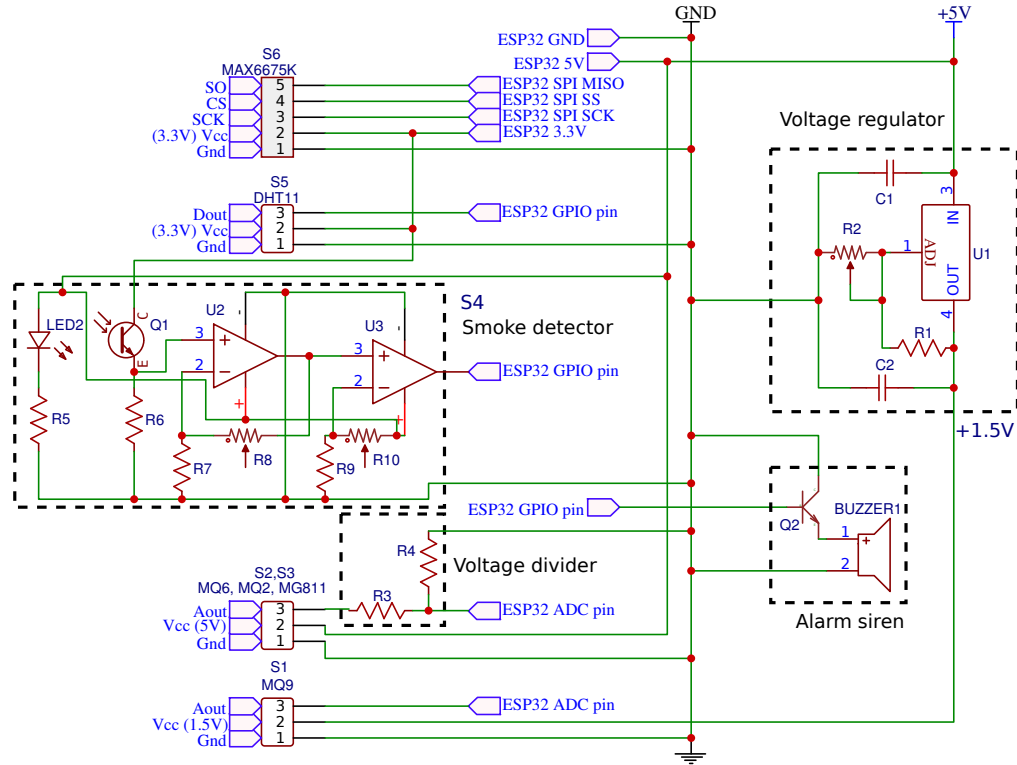 GND
+5V
ESP32 GND
ESP32 5V
S6
MAX6675K
SO
5
ESP32 SPI MISO
CS
4
ESP32 SPI SS
SCK
3
ESP32 SPI SCK
(3.3V) Vcc
2
ESP32 3.3V
Gnd
1
Voltage regulator
C1
3
IN
R2
1
ADJ
U1
OUT
4
R1
C2
+1.5V
S5
DHT11
Dout
3
ESP32 GPIO pin
(3.3V) Vcc
2
Gnd
1
S4
Smoke detector
LED2
C
Q1
E
U2
-
3
+
2
−
+
U3
-
3
+
2
−
+
ESP32 GPIO pin
R5
R6
R7
R8
R9
R10
ESP32 GPIO pin
Q2
BUZZER1
1
+
2
Alarm siren
R4
Voltage divider
R3
S2,S3
MQ6, MQ2, MG811
Aout
3
ESP32 ADC pin
Vcc (5V)
2
Gnd
1
S1
MQ9
Aout
3
ESP32 ADC pin
Vcc (1.5V)
2
Gnd
1